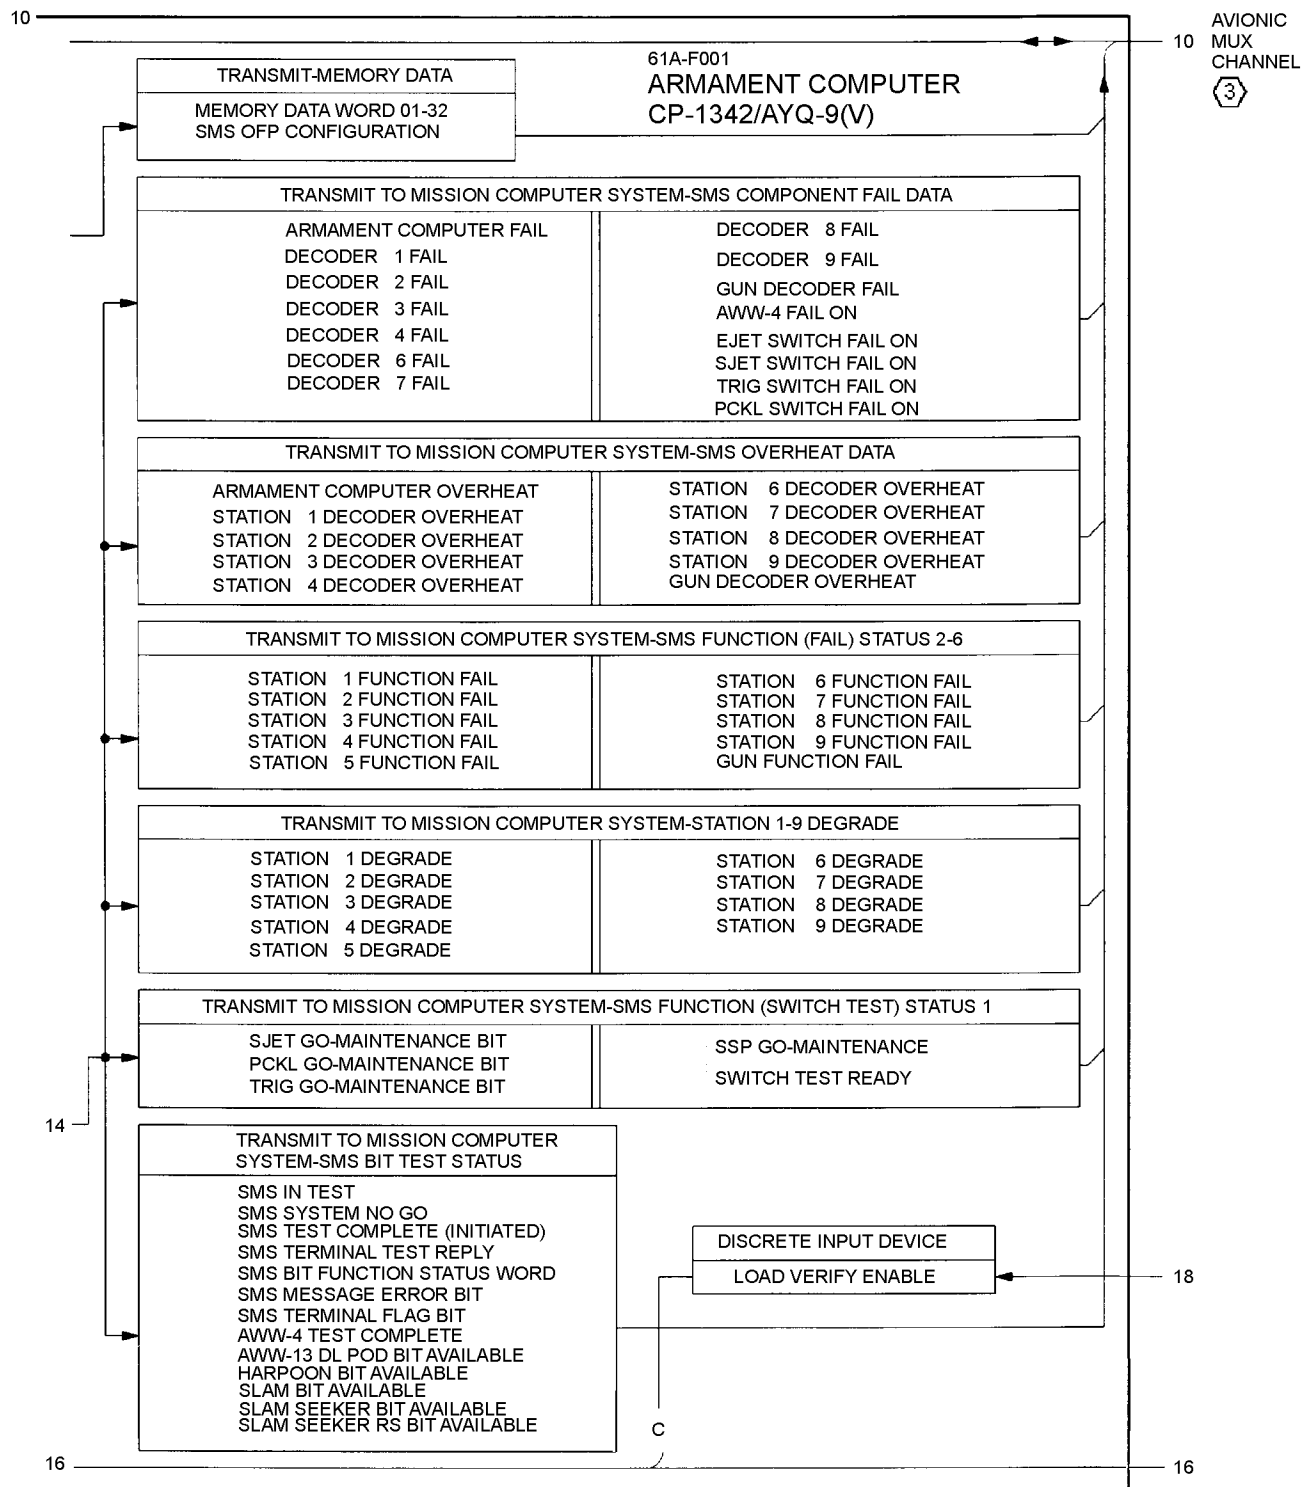 10
10
AVIONIC
MUX
CHANNEL
3
61A-F001
ARMAMENT COMPUTER
CP-1342/AYQ-9(V)
TRANSMIT-MEMORY DATA
MEMORY DATA WORD 01-32
SMS OFP CONFIGURATION
TRANSMIT TO MISSION COMPUTER SYSTEM-SMS COMPONENT FAIL DATA
ARMAMENT COMPUTER FAIL
DECODER 1 FAIL
DECODER 2 FAIL
DECODER 3 FAIL
DECODER 4 FAIL
DECODER 6 FAIL
DECODER 7 FAIL
DECODER 8 FAIL
DECODER 9 FAIL
GUN DECODER FAIL
AWW-4 FAIL ON
EJET SWITCH FAIL ON
SJET SWITCH FAIL ON
TRIG SWITCH FAIL ON
PCKL SWITCH FAIL ON
TRANSMIT TO MISSION COMPUTER SYSTEM-SMS OVERHEAT DATA
ARMAMENT COMPUTER OVERHEAT
STATION 1 DECODER OVERHEAT
STATION 2 DECODER OVERHEAT
STATION 3 DECODER OVERHEAT
STATION 4 DECODER OVERHEAT
STATION 6 DECODER OVERHEAT
STATION 7 DECODER OVERHEAT
STATION 8 DECODER OVERHEAT
STATION 9 DECODER OVERHEAT
GUN DECODER OVERHEAT
TRANSMIT TO MISSION COMPUTER SYSTEM-SMS FUNCTION (FAIL) STATUS 2-6
STATION 1 FUNCTION FAIL
STATION 2 FUNCTION FAIL
STATION 3 FUNCTION FAIL
STATION 4 FUNCTION FAIL
STATION 5 FUNCTION FAIL
STATION 6 FUNCTION FAIL
STATION 7 FUNCTION FAIL
STATION 8 FUNCTION FAIL
STATION 9 FUNCTION FAIL
GUN FUNCTION FAIL
TRANSMIT TO MISSION COMPUTER SYSTEM-STATION 1-9 DEGRADE
STATION 1 DEGRADE
STATION 2 DEGRADE
STATION 3 DEGRADE
STATION 4 DEGRADE
STATION 5 DEGRADE
STATION 6 DEGRADE
STATION 7 DEGRADE
STATION 8 DEGRADE
STATION 9 DEGRADE
TRANSMIT TO MISSION COMPUTER SYSTEM-SMS FUNCTION (SWITCH TEST) STATUS 1
SJET GO-MAINTENANCE BIT
PCKL GO-MAINTENANCE BIT
TRIG GO-MAINTENANCE BIT
SSP GO-MAINTENANCE
SWITCH TEST READY
14
TRANSMIT TO MISSION COMPUTER
SYSTEM-SMS BIT TEST STATUS
SMS IN TEST
SMS SYSTEM NO GO
SMS TEST COMPLETE (INITIATED)
SMS TERMINAL TEST REPLY
SMS BIT FUNCTION STATUS WORD
SMS MESSAGE ERROR BIT
SMS TERMINAL FLAG BIT
AWW-4 TEST COMPLETE
AWW-13 DL POD BIT AVAILABLE
HARPOON BIT AVAILABLE
SLAM BIT AVAILABLE
SLAM SEEKER BIT AVAILABLE
SLAM SEEKER RS BIT AVAILABLE
DISCRETE INPUT DEVICE
LOAD VERIFY ENABLE
18
C
16
16